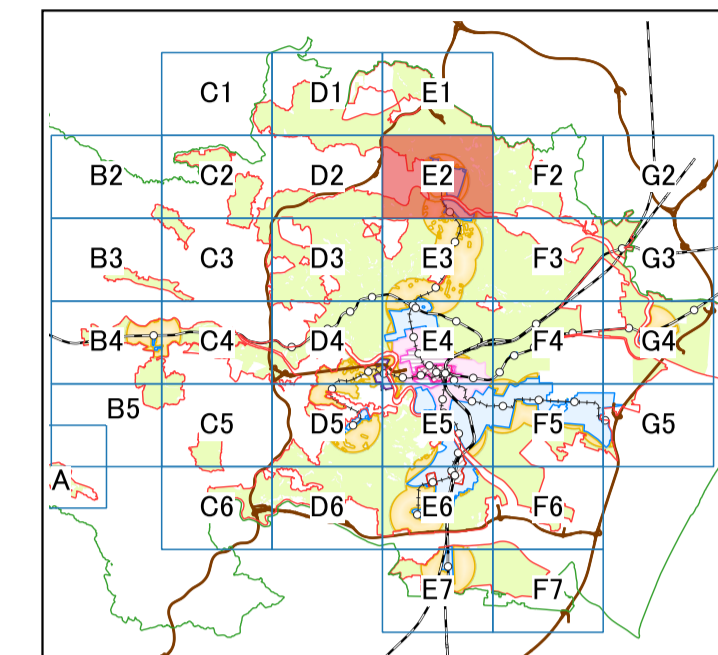 C1 D1 E1
B2 C2 D2 E2 F2 G2
B3 C3 D3 E3 F3 G3
B4 C4 D4 E4 F4 G4
B5 C5 D5 E5 F5 G5
A
C6 D6 E6 F6
E7 F7